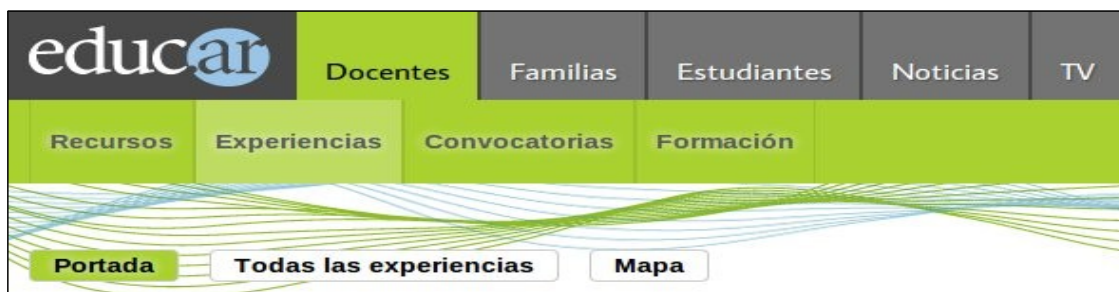 educar Docentes Familias Estudiantes Noticias TV
Recursos Experiencias Convocatorias Formación
Portada Todas las experiencias Mapa